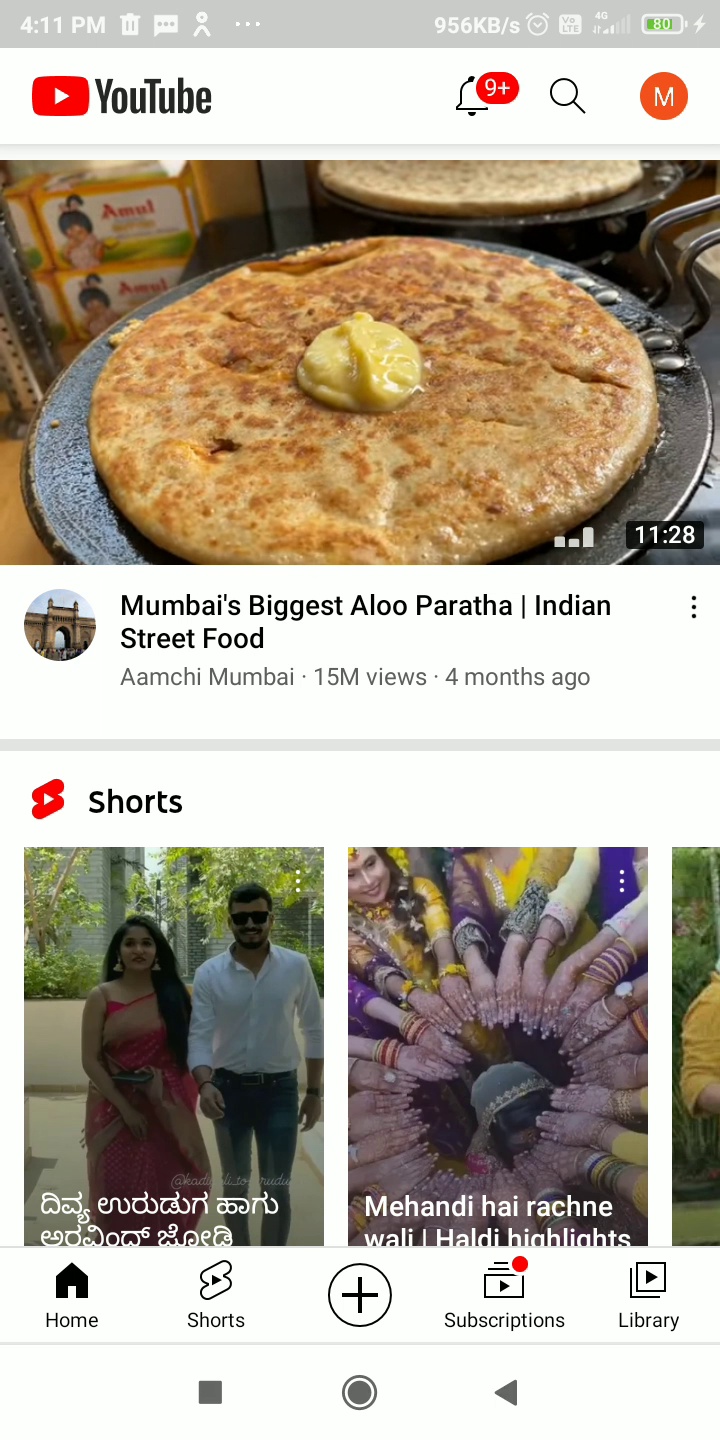 4:11 PM
956KB/s
Vo
LTE
4G
80
YouTube
9+
M
Amul
Amul
11:28
Mumbai's Biggest Aloo Paratha | Indian
Street Food
Aamchi Mumbai · 15M views · 4 months ago
Shorts
ದಿವ್ಯ ಉರುಡುಗ ಹಾಗು
ಅರವಿಂದ್ ಜೋಡಿ
Mehandi hai rachne
wali | Haldi highlights
Home
Shorts
Subscriptions
Library